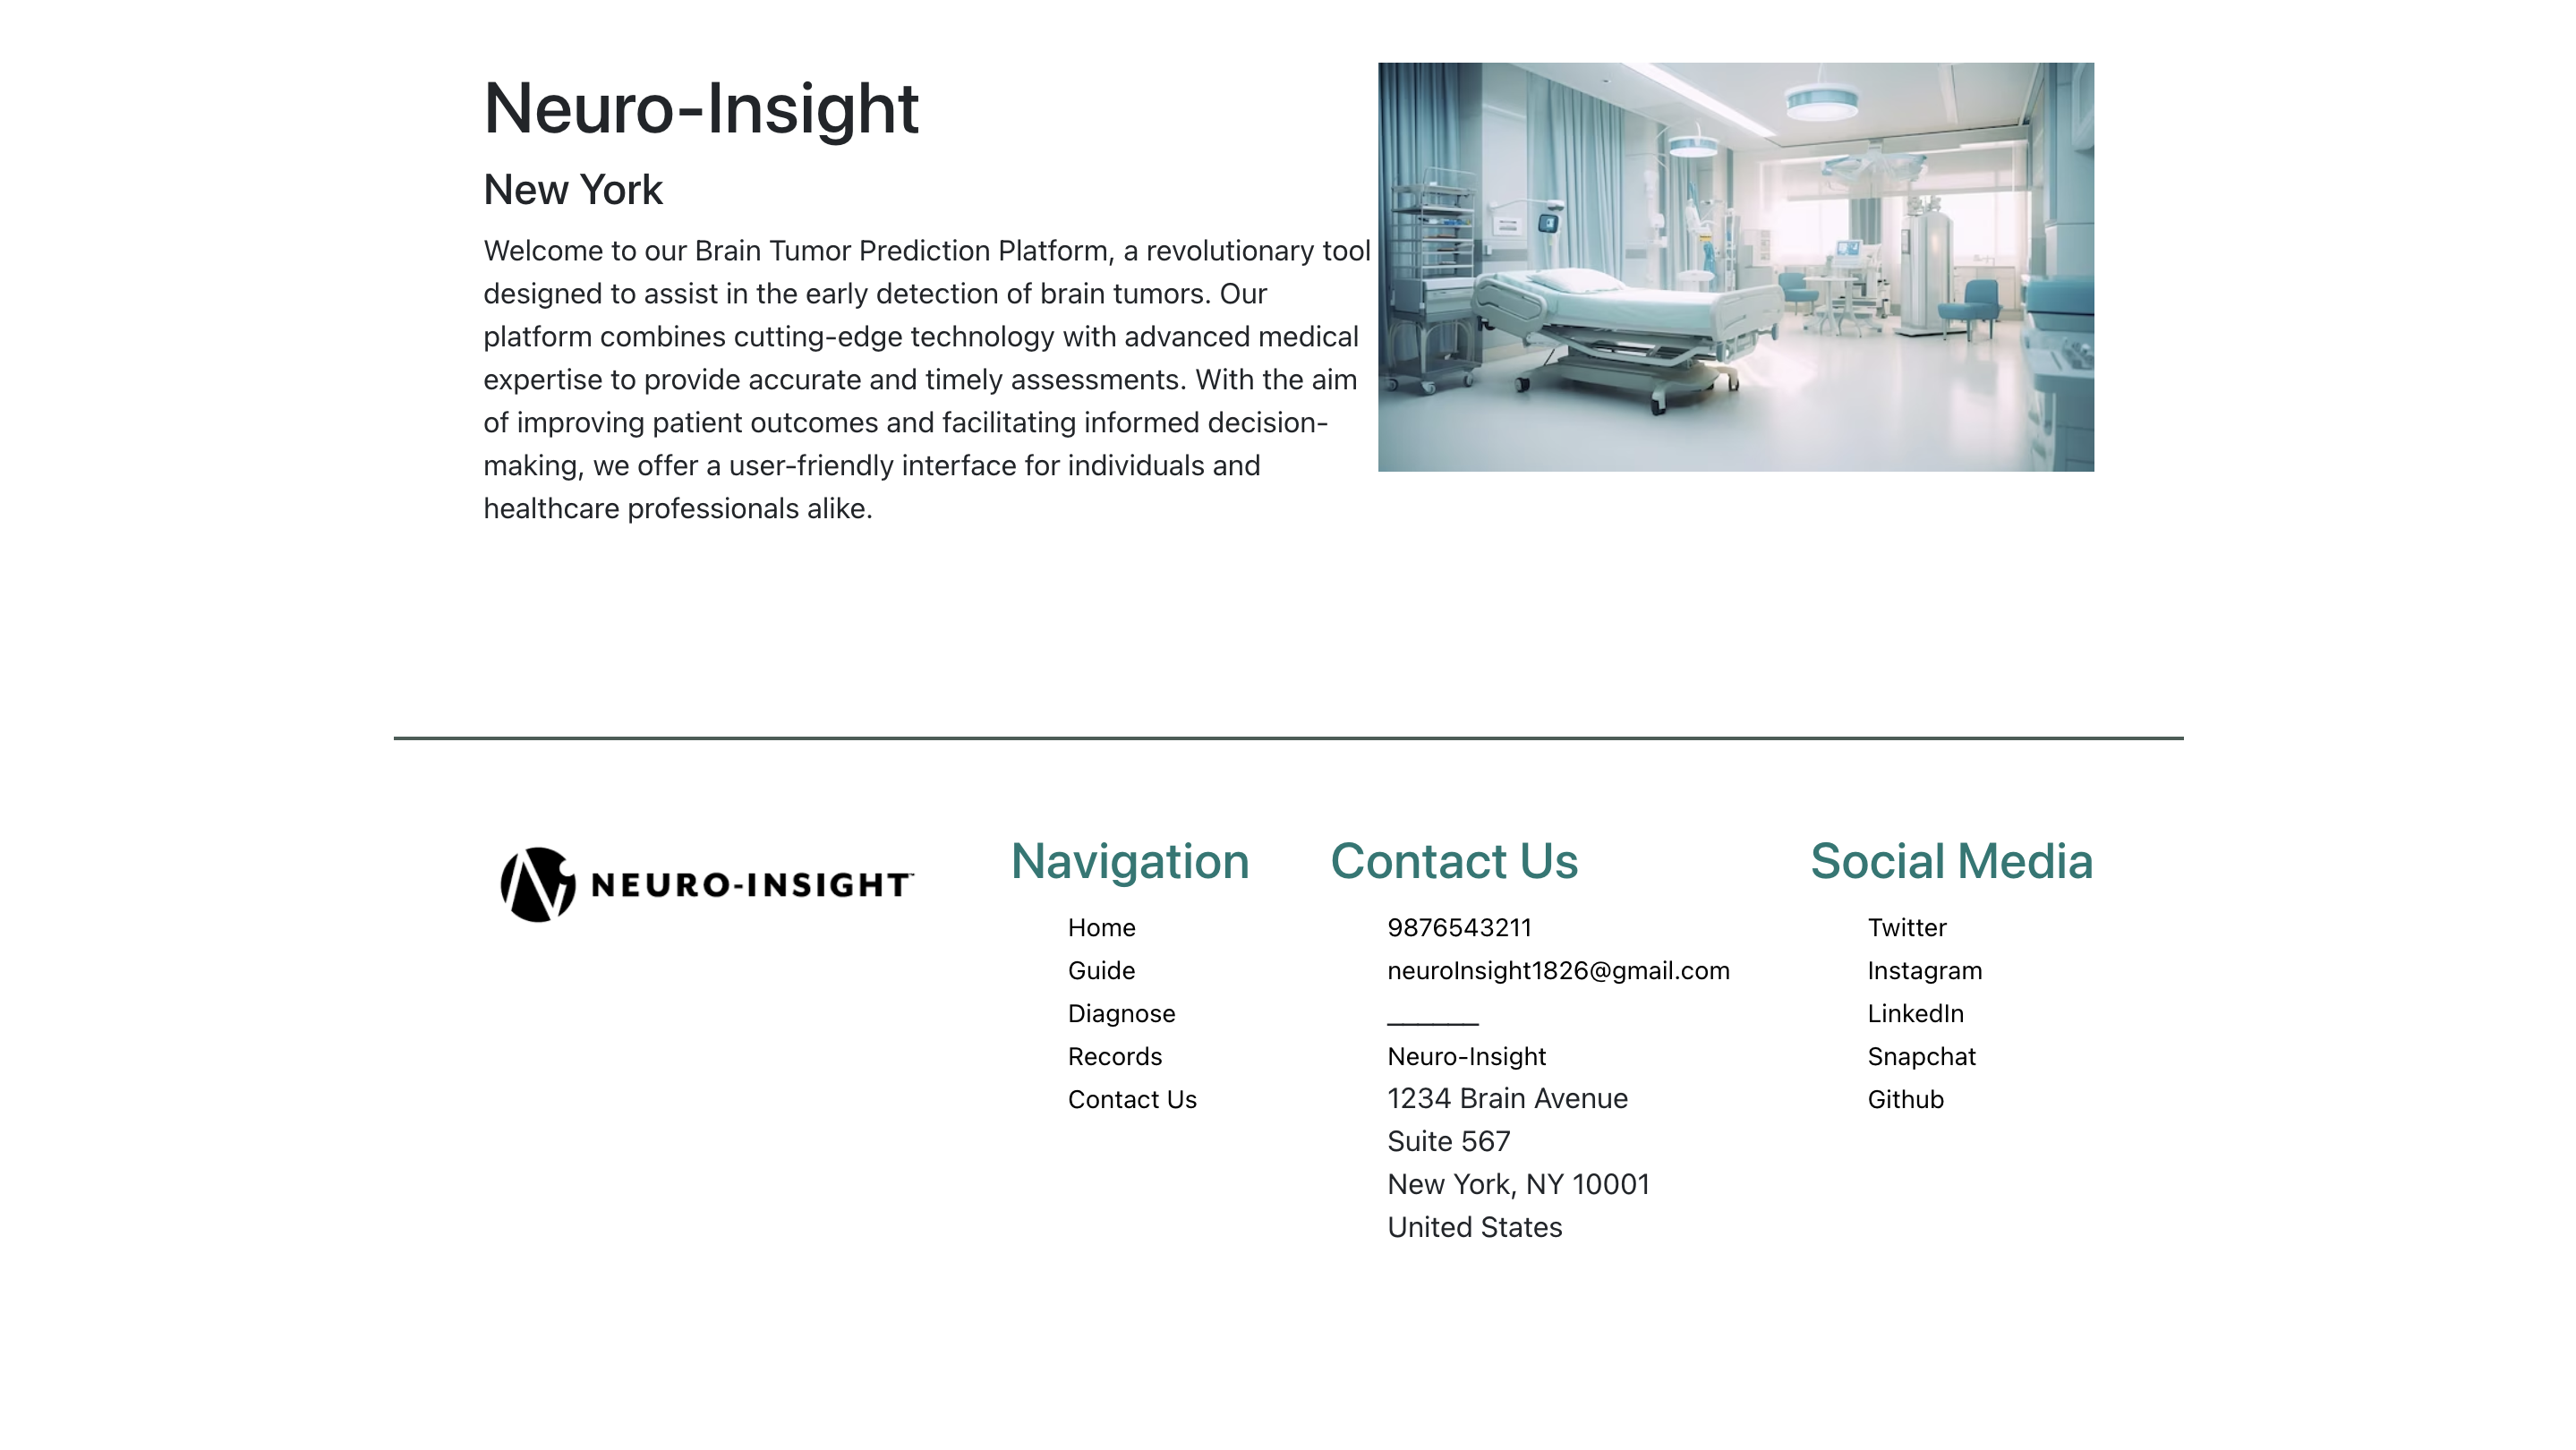 Neuro-Insight
New York
Welcome to our Brain Tumor Prediction Platform, a revolutionary tool
designed to assist in the early detection of brain tumors. Our
platform combines cutting-edge technology with advanced medical
expertise to provide accurate and timely assessments. With the aim
of improving patient outcomes and facilitating informed decision-
making, we offer a user-friendly interface for individuals and
healthcare professionals alike.
NEURO-INSIGHT™
Navigation
Home
Guide
Diagnose
Records
Contact Us
Contact Us
9876543211
neuroInsight1826@gmail.com
______
Neuro-Insight
1234 Brain Avenue
Suite 567
New York, NY 10001
United States
Social Media
Twitter
Instagram
LinkedIn
Snapchat
Github